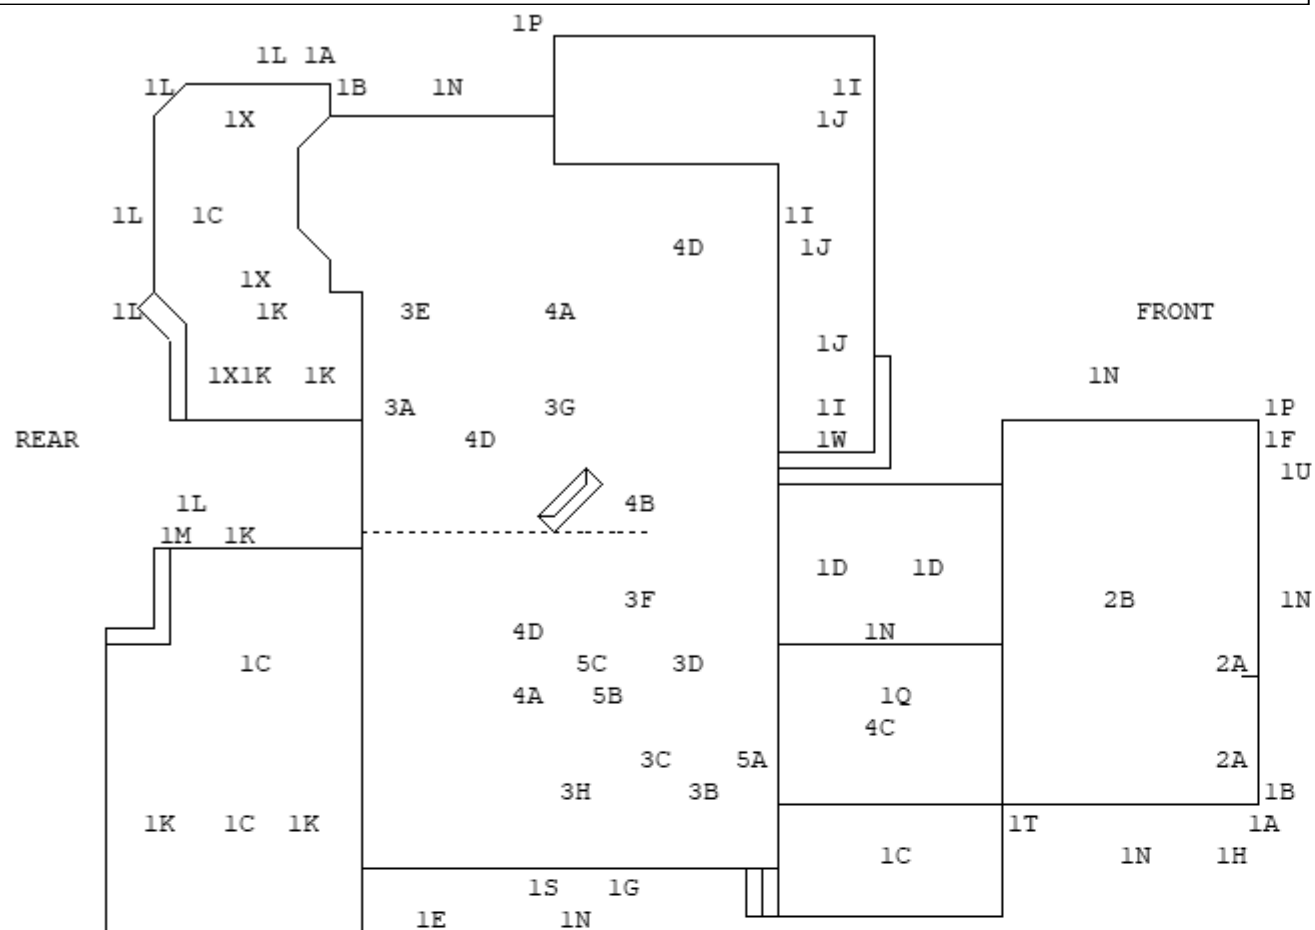 1P
1L 1A
1L 1B 1N 1I
1X 1J
1L 1C 1I
4D 1J
1X
1L 1K 3E 4A FRONT
1J
1X1K 1K 1N
3A 3G 1I 1P
REAR 4D 1W 1F
1U
1L 4B
1M 1K
1D 1D
3F 2B 1N
4D 1N
1C 5C 3D 2A
4A 5B 1Q
4C
3C 5A 2A
3H 3B 1B
1K 1C 1K 1T 1A
1C 1N 1H
1S 1G
1E 1N